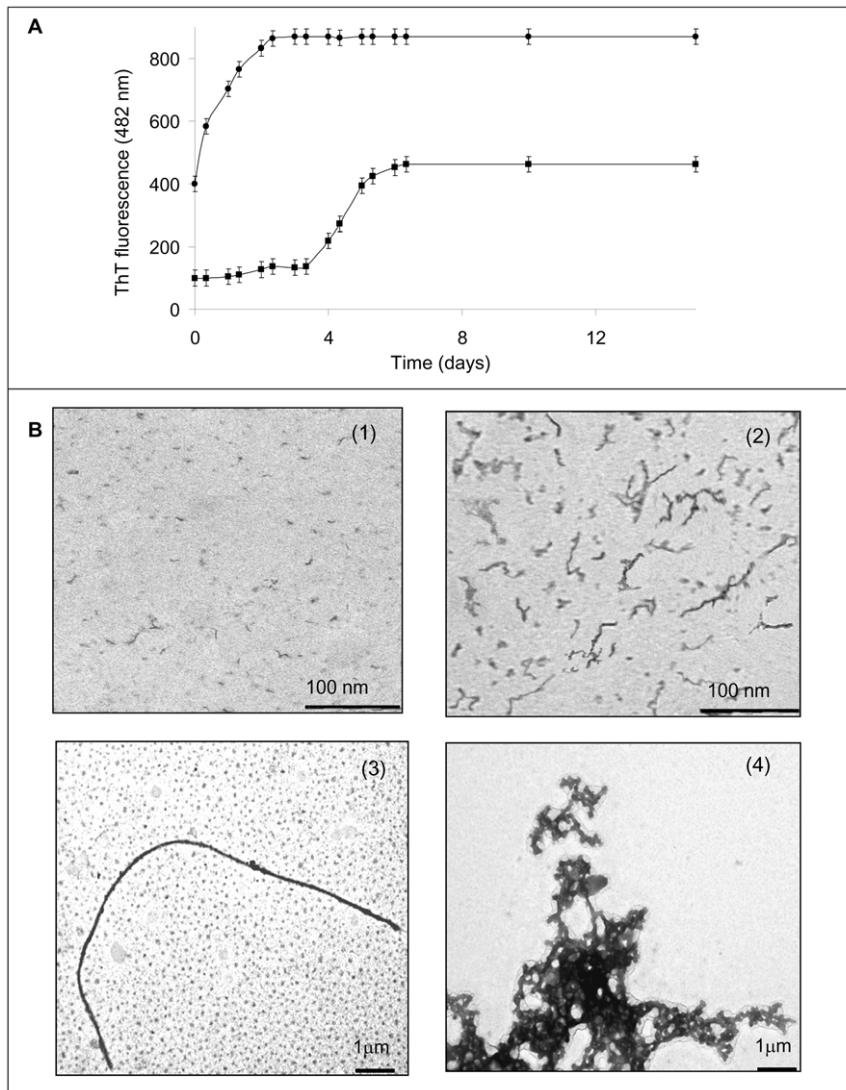 A
ThT fluorescence (482 nm)
800
600
400
200
0
0 4 8 12
Time (days)
B
(1)
100 nm
(2)
100 nm
(3)
1μm
(4)
1μm